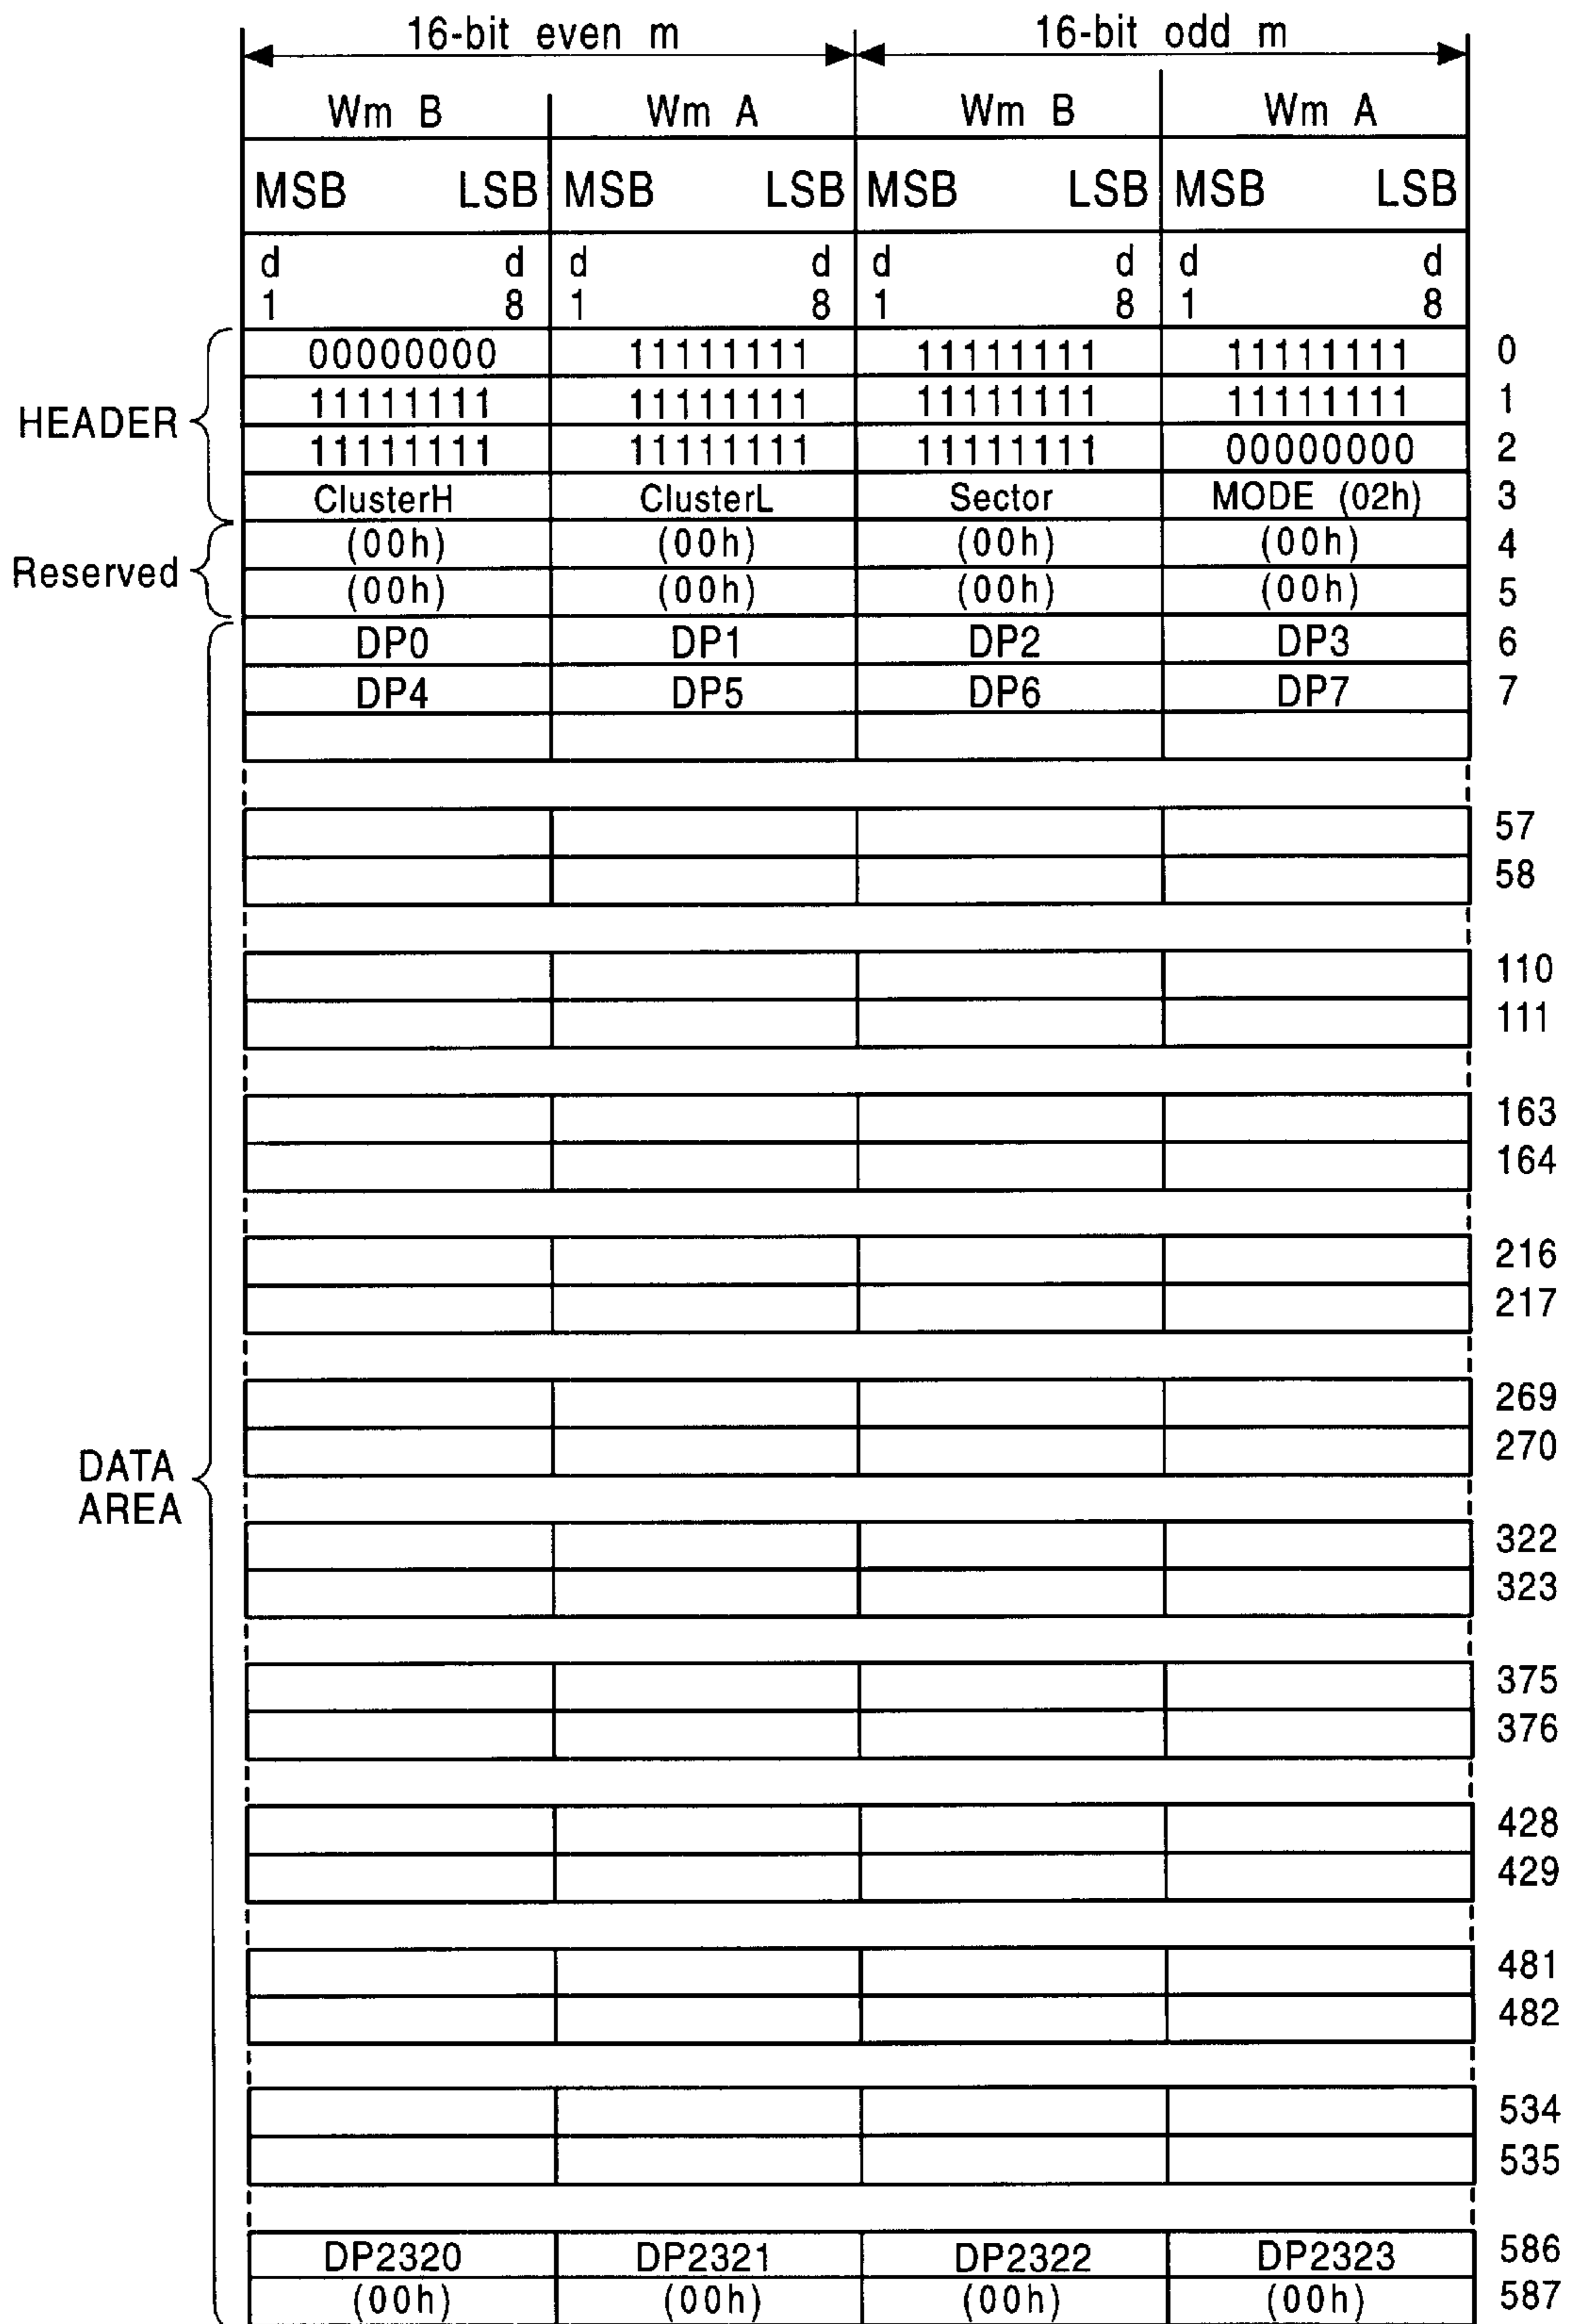 16-bit even m 16-bit odd m
Wm B Wm A Wm B Wm A
MSB LSB MSB LSB MSB LSB MSB LSB
d d d d d d d d
1 8 1 8 1 8 1 8
00000000 11111111 11111111 11111111 0
HEADER 11111111 11111111 11111111 11111111 1
11111111 11111111 11111111 00000000 2
ClusterH ClusterL Sector MODE (02h) 3
(00h) (00h) (00h) (00h) 4
Reserved (00h) (00h) (00h) (00h) 5
DP0 DP1 DP2 DP3 6
DP4 DP5 DP6 DP7 7
57
58
110
111
163
164
216
217
269
270
DATA
AREA
322
323
375
376
428
429
481
482
534
535
DP2320 DP2321 DP2322 DP2323 586
(00h) (00h) (00h) (00h) 587